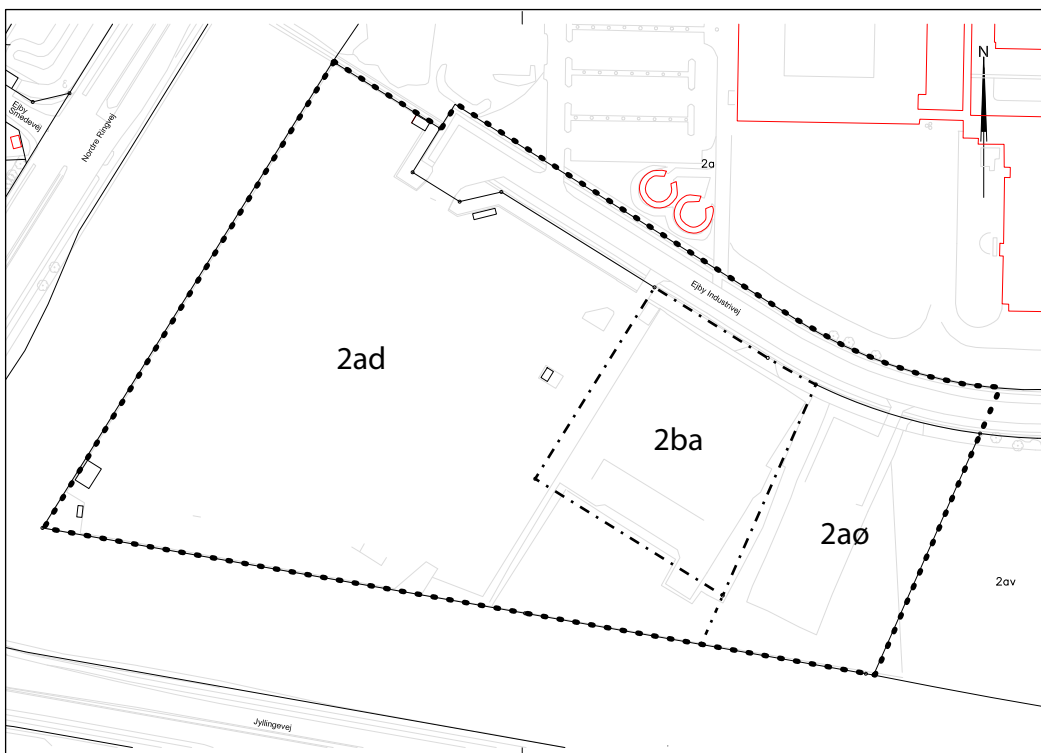 N
Ejby
Smedevej
Nordre Ringvej
2a
Ejby Industrivej
2ad
2ba
2aø
2av
Jyllingevej